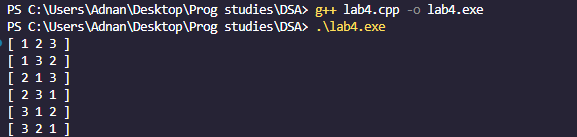 PS C:\Users\Adnan\Desktop\Prog studies\DSA> g++ lab4.cpp -o lab4.exe
PS C:\Users\Adnan\Desktop\Prog studies\DSA> .\lab4.exe
[ 1 2 3 ]
[ 1 3 2 ]
[ 2 1 3 ]
[ 2 3 1 ]
[ 3 1 2 ]
[ 3 2 1 ]